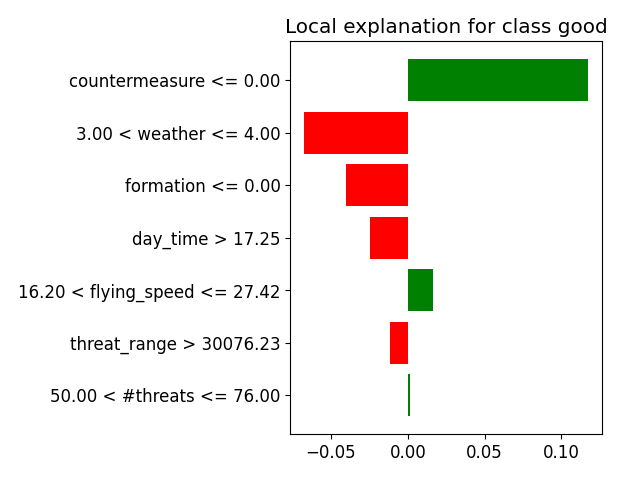 Local explanation for class good
countermeasure <= 0.00
3.00 < weather <= 4.00
formation <= 0.00
day_time > 17.25
16.20 < flying_speed <= 27.42
threat_range > 30076.23
50.00 < #threats <= 76.00
−0.05 0.00 0.05 0.10